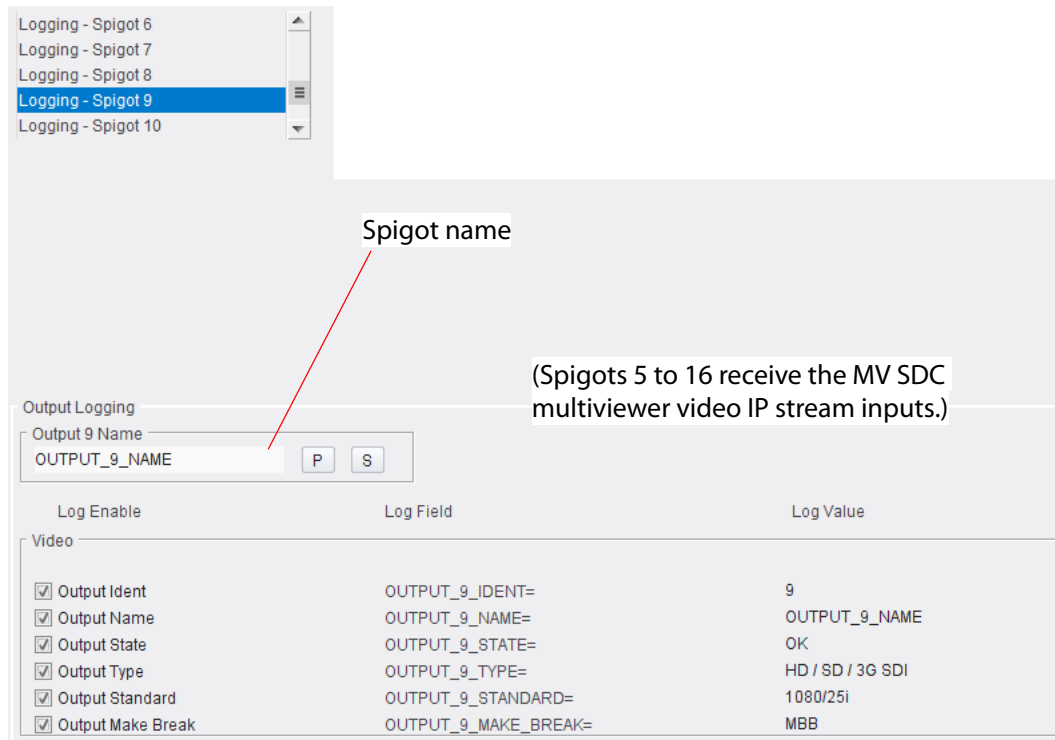 Logging - Spigot 6
Logging - Spigot 7
Logging - Spigot 8
Logging - Spigot 9
Logging - Spigot 10
Spigot name
(Spigots 5 to 16 receive the MV SDC
multiviewer video IP stream inputs.)
Output Logging
Output 9 Name
OUTPUT_9_NAME P S
Log Enable Log Field Log Value
Video
Output Ident OUTPUT_9_IDENT= 9
Output Name OUTPUT_9_NAME= OUTPUT_9_NAME
Output State OUTPUT_9_STATE= OK
Output Type OUTPUT_9_TYPE= HD / SD / 3G SDI
Output Standard OUTPUT_9_STANDARD= 1080/25i
Output Make Break OUTPUT_9_MAKE_BREAK= MBB